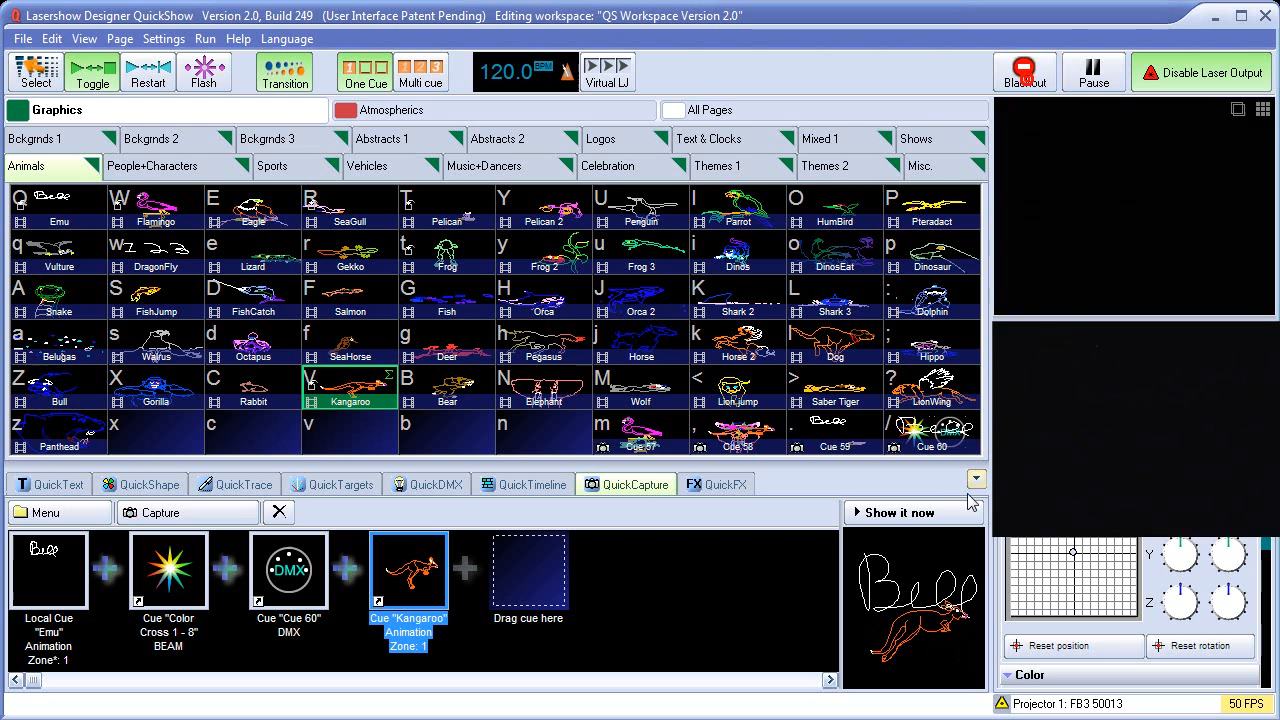 Lasershow Designer QuickShow Version 2.0, Build 249 (User Interface Patent Pending) Editing workspace: "QS Workspace Version 2.0"
File Edit View Page Settings Run Help Language
Select Toggle Restart Flash Transition One Cue Multi cue 120.0 BPM Virtual LJ Blackout Pause Disable Laser Output
Graphics Atmospherics All Pages
Bckgrnds 1 Bckgrnds 2 Bckgrnds 3 Abstracts 1 Abstracts 2 Logos Text & Clocks Mixed 1 Shows
Animals People+Characters Sports Vehicles Music+Dancers Celebration Themes 1 Themes 2 Misc.
Q W E R T Y U I O P
Emu Flamingo Eagle SeaGull Pelican Pelican 2 Penguin Parrot HumBird Pteradact
q w e r t y u i o p
Vulture DragonFly Lizard Gekko Frog Frog 2 Frog 3 Dinos DinosEat Dinosaur
A S D F G H J K L :
Snake FishJump FishCatch Salmon Fish Orca Orca 2 Shark 2 Shark 3 Dolphin
a s d f g h j k l ;
Belugas Walrus Octapus SeaHorse Deer Pegasus Horse Horse 2 Dog Hippo
Z X C V B N M < > ?
Bull Gorilla Rabbit Kangaroo Bear Elephant Wolf Lion jump Saber Tiger LionWing
z x c v b n m , . /
Panthead Cue 57 Cue 58 Cue 59 Cue 60
QuickText QuickShape QuickTrace QuickTargets QuickDMX QuickTimeline QuickCapture FX QuickFX
Menu Capture Show it now
DMX
Local Cue "Emu" Animation Zone*: 1
Cue "Color Cross 1 - 8" BEAM
Cue "Cue 60" DMX
Cue "Kangaroo" Animation Zone: 1
Drag cue here
Y
Z
Reset position Reset rotation
Color
Projector 1: FB3 50013 50 FPS